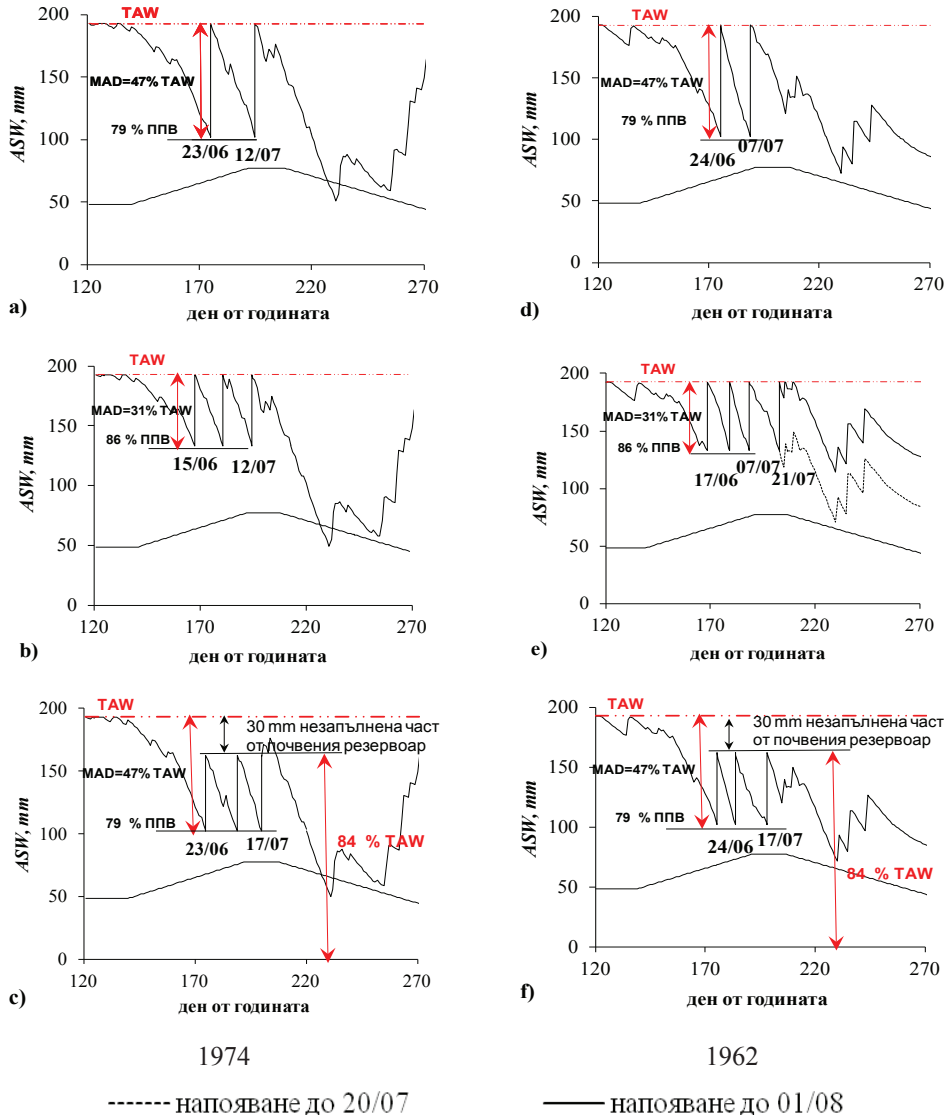 TAW
200
MAD=47% TAW
150
79 % ППВ
100
23/06 12/07
50
0
120 170 220 270
ASW, mm
ден от годината
a)
TAW
200
MAD=47% TAW
150
79 % ППВ
100
24/06 07/07
50
0
120 170 220 270
ASW, mm
ден от годината
d)
TAW
200
MAD=31% TAW
150
86 % ППВ
15/06 12/07
100
50
0
120 170 220 270
ASW, mm
ден от годината
b)
TAW
200
MAD=31% TAW
150
86 % ППВ
17/06 07/07 21/07
100
50
0
120 170 220 270
ASW, mm
ден от годината
e)
TAW
200
30 mm незапълнена част
от почвения резервоар
MAD=47% TAW
150
79 % ППВ
100
23/06 17/07
84 % TAW
50
0
120 170 220 270
ASW, mm
ден от годината
c)
TAW
200
30 mm незапълнена част
от почвения резервоар
MAD=47% TAW
150
79 % ППВ
100
24/06 17/07
84 % TAW
50
0
120 170 220 270
ASW, mm
ден от годината
f)
1974 1962
напояване до 20/07 напояване до 01/08